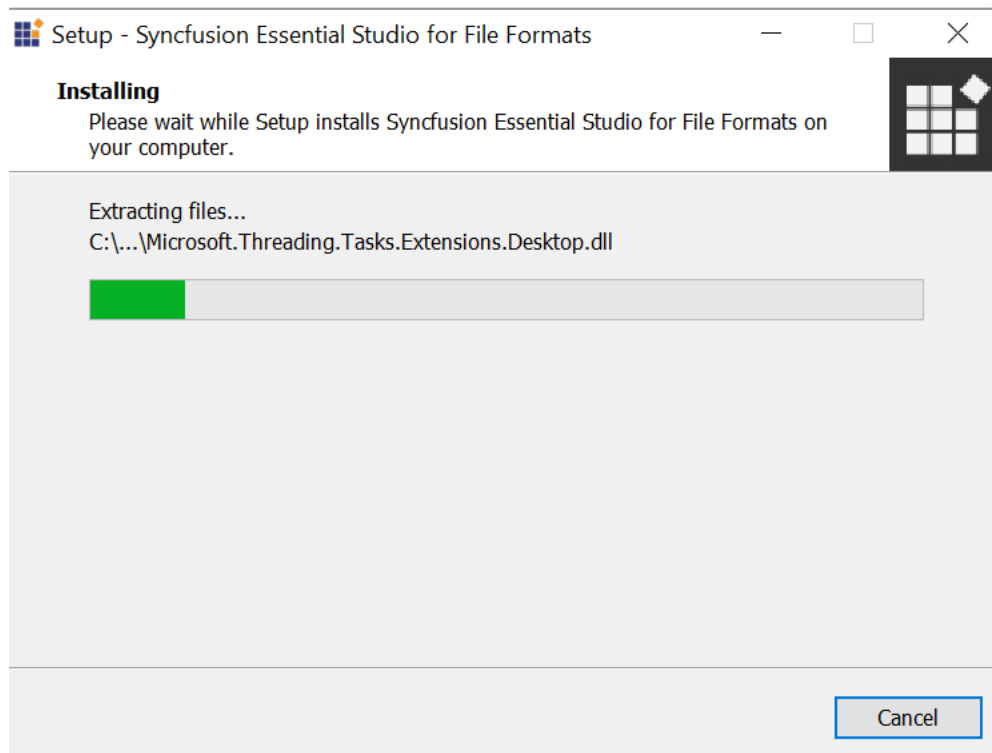 Setup - Syncfusion Essential Studio for File Formats
Installing
Please wait while Setup installs Syncfusion Essential Studio for File Formats on
your computer.
Extracting files...
C:\...\Microsoft.Threading.Tasks.Extensions.Desktop.dll
Cancel